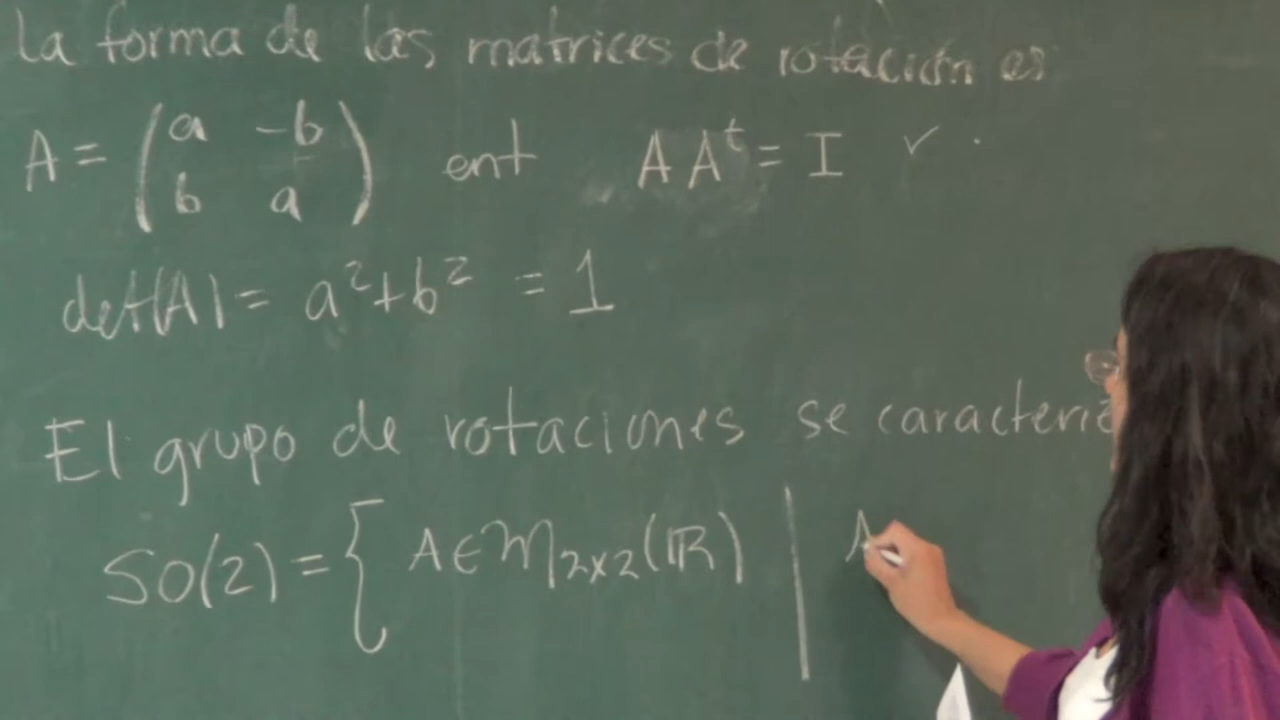 La forma de las matrices de rotación es
A = ( a -b
b a ) ent A Aᵗ = I ✓ .
det(A) = a² + b² = 1
El grupo de rotaciones se caracteri
SO(2) = { A ∈ M₂ₓ₂(ℝ) | A